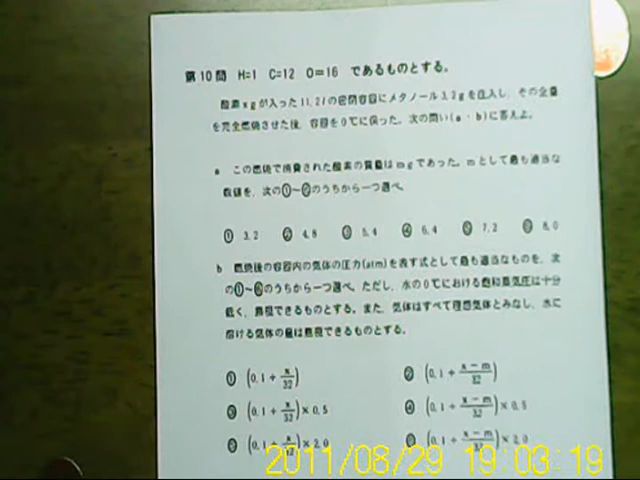 第10問 H=1 C=12 O=16 であるものとする。
酸素xgが入った11.2lの密閉容器にメタノール3.2gを注入し、その全量
を完全燃焼させた後、容器を0℃に保った。次の問い(a・b)に答えよ。
a この燃焼で消費された酸素の質量はmgであった。mとして最も適当な
数値を、次の①〜⑥のうちから一つ選べ。
① 3.2 ② 4.8 ③ 5.4 ④ 6.4 ⑤ 7.2 ⑥ 8.0
b 燃焼後の容器内の気体の圧力(atm)を表す式として最も適当なものを、次
の①〜⑥のうちから一つ選べ。ただし、水の0℃における飽和蒸気圧は十分
低く、無視できるものとする。また、気体はすべて理想気体とみなし、水に
溶ける気体の量は無視できるものとする。
① (0.1 + x/32) ② (0.1 + x−m/32)
③ (0.1 + x/32)×0.5 ④ (0.1 + x−m/32)×0.5
⑤ (0.1 + x/32)×2.0 ⑥ (0.1 + x−m/32)×2.0
2011/08/29 19:03:19